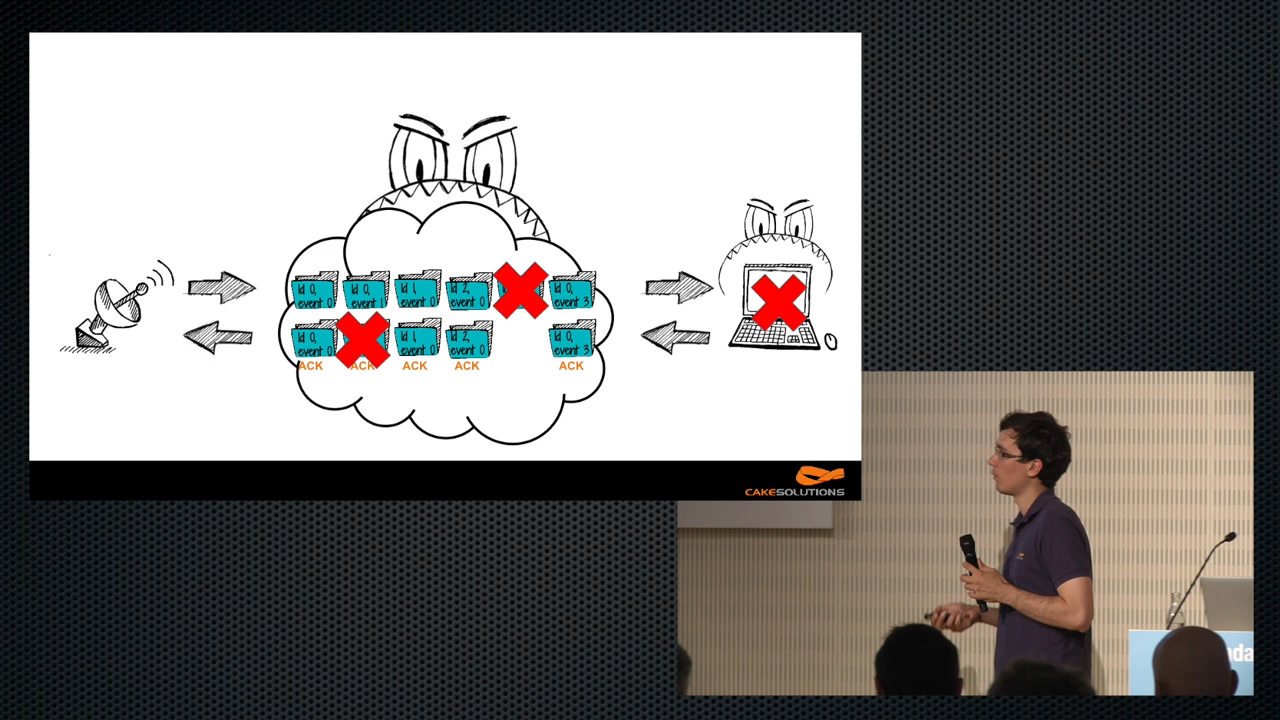 Id 0,
event 0
Id 0,
event 1
Id 1,
event 0
Id 2,
event 0
Id 0,
event 3
Id 0,
event 0
Id 1,
event 0
Id 2,
event 0
Id 0,
event 3
ACK
ACK
ACK
ACK
ACK
CAKESOLUTIONS
nda